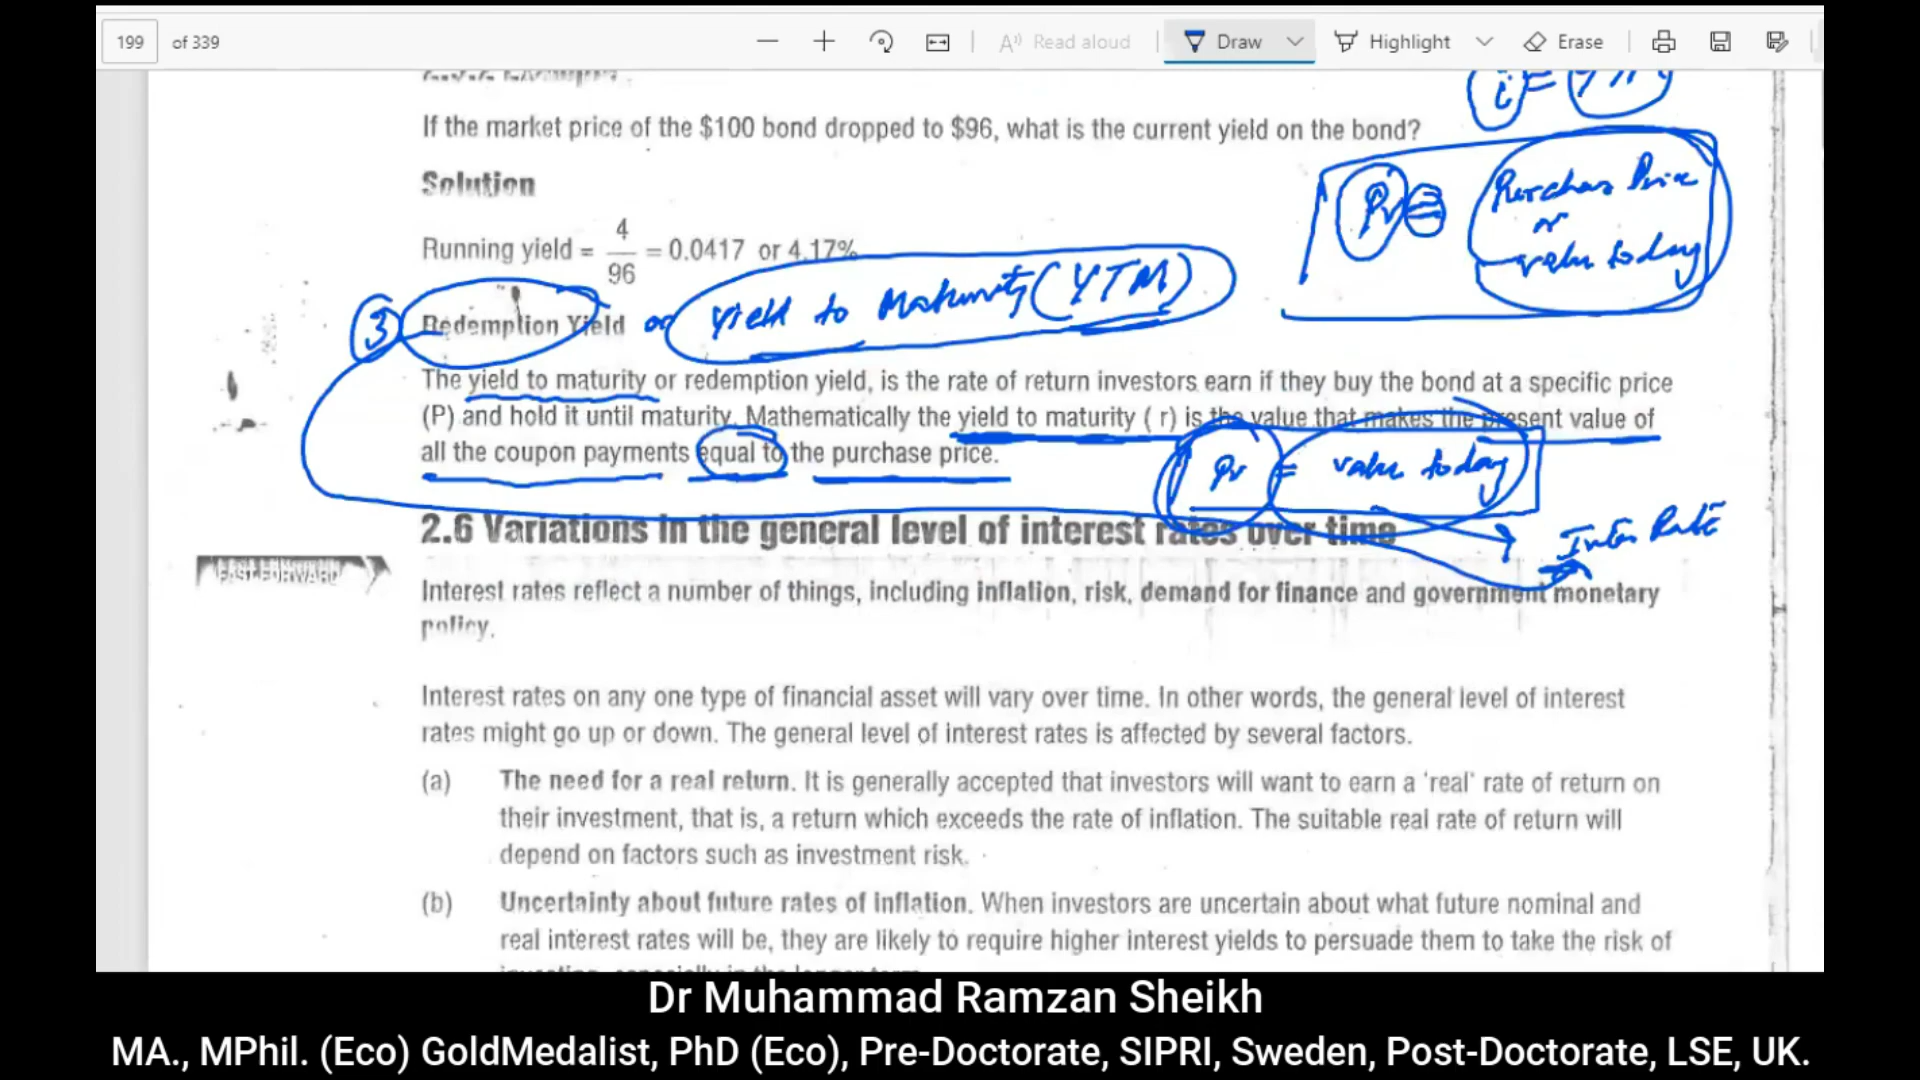 199 of 339 Read aloud Draw Highlight Erase
i =
If the market price of the $100 bond dropped to $96, what is the current yield on the bond?
Pv = Purchase Price
or
value today
Solution
Running yield = 4/96 = 0.0417 or 4.17%
3 Redemption Yield or Yield to Maturity (YTM)
The yield to maturity or redemption yield, is the rate of return investors earn if they buy the bond at a specific price
(P) and hold it until maturity. Mathematically the yield to maturity ( r) is the value that makes the present value of
all the coupon payments equal to the purchase price.
Pv = value today
2.6 Variations in the general level of interest rates over time
Rate
FAST FORWARD
Interest rates reflect a number of things, including inflation, risk, demand for finance and government monetary
policy.
Interest rates on any one type of financial asset will vary over time. In other words, the general level of interest
rates might go up or down. The general level of interest rates is affected by several factors.
(a) The need for a real return. It is generally accepted that investors will want to earn a 'real' rate of return on
their investment, that is, a return which exceeds the rate of inflation. The suitable real rate of return will
depend on factors such as investment risk.
(b) Uncertainty about future rates of inflation. When investors are uncertain about what future nominal and
real interest rates will be, they are likely to require higher interest yields to persuade them to take the risk of
Dr Muhammad Ramzan Sheikh
MA., MPhil. (Eco) GoldMedalist, PhD (Eco), Pre-Doctorate, SIPRI, Sweden, Post-Doctorate, LSE, UK.